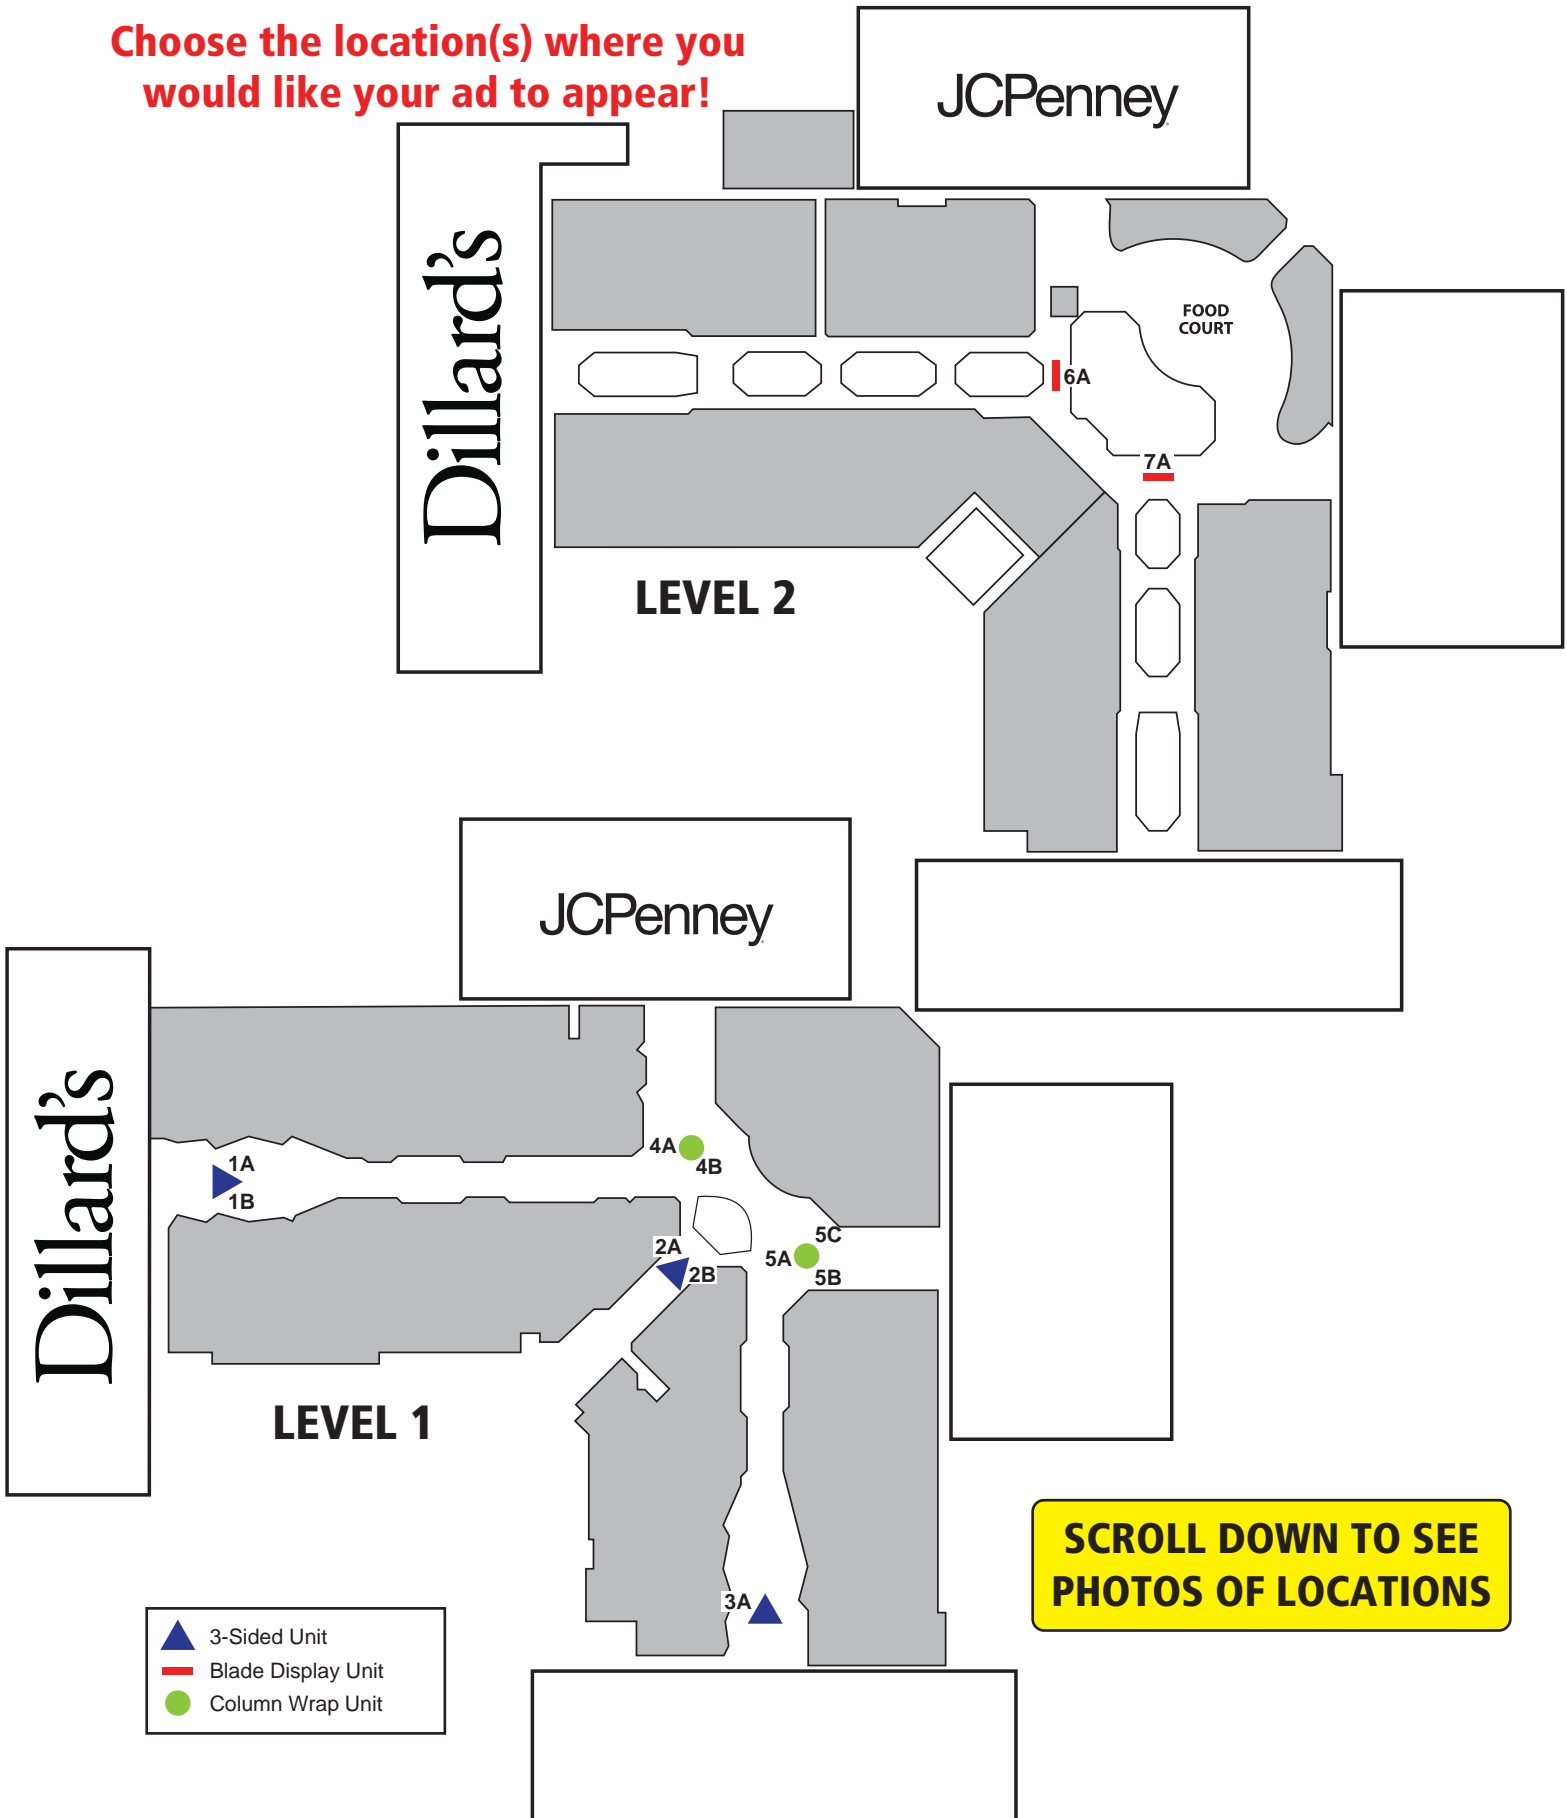 Choose the location(s) where you
would like your ad to appear!
JCPenney
Dillard's
FOOD
COURT
6A
7A
LEVEL 2
JCPenney
Dillard's
4A
4B
1A
1B
5C
2A
5A
2B
5B
LEVEL 1
SCROLL DOWN TO SEE
PHOTOS OF LOCATIONS
3A
3-Sided Unit
Blade Display Unit
Column Wrap Unit